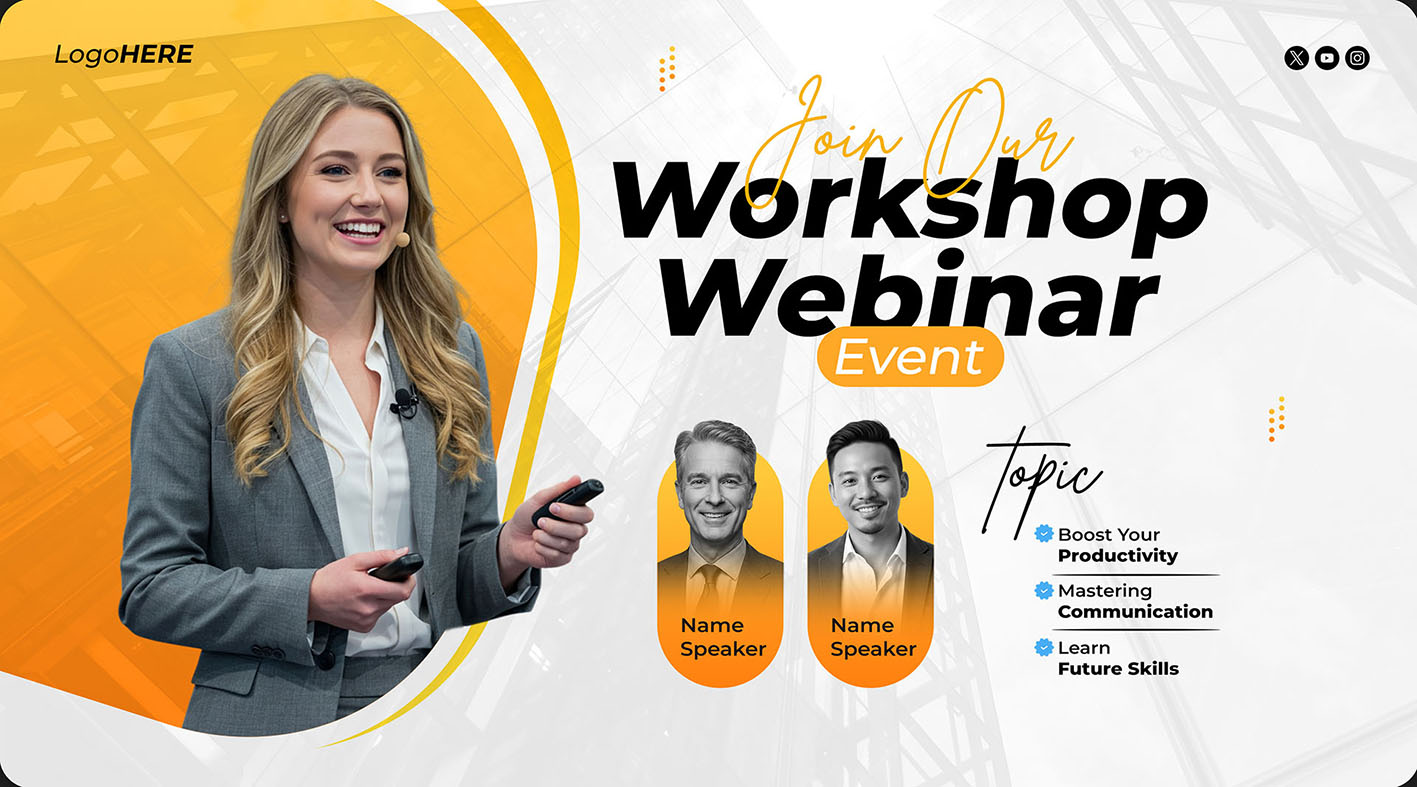 LogoHERE
Join Our
Workshop
Webinar
Event
Name
Speaker
Name
Speaker
Topic
Boost Your
Productivity
Mastering
Communication
Learn
Future Skills